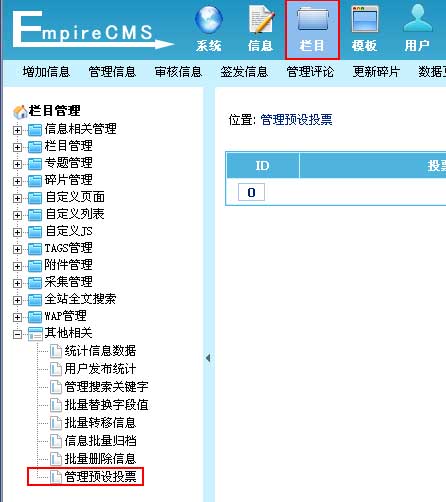 EmpireCMS
系统 信息 栏目 模板 用户
增加信息 管理信息 审核信息 签发信息 管理评论 更新碎片 数据
栏目管理
信息相关管理
栏目管理
专题管理
碎片管理
自定义页面
自定义列表
自定义JS
TAGS管理
附件管理
采集管理
全站全文搜索
WAP管理
其他相关
统计信息数据
用户发布统计
管理搜索关键字
批量替换字段值
批量转移信息
信息批量归档
批量删除信息
管理预设投票
位置: 管理预设投票
ID 投
0